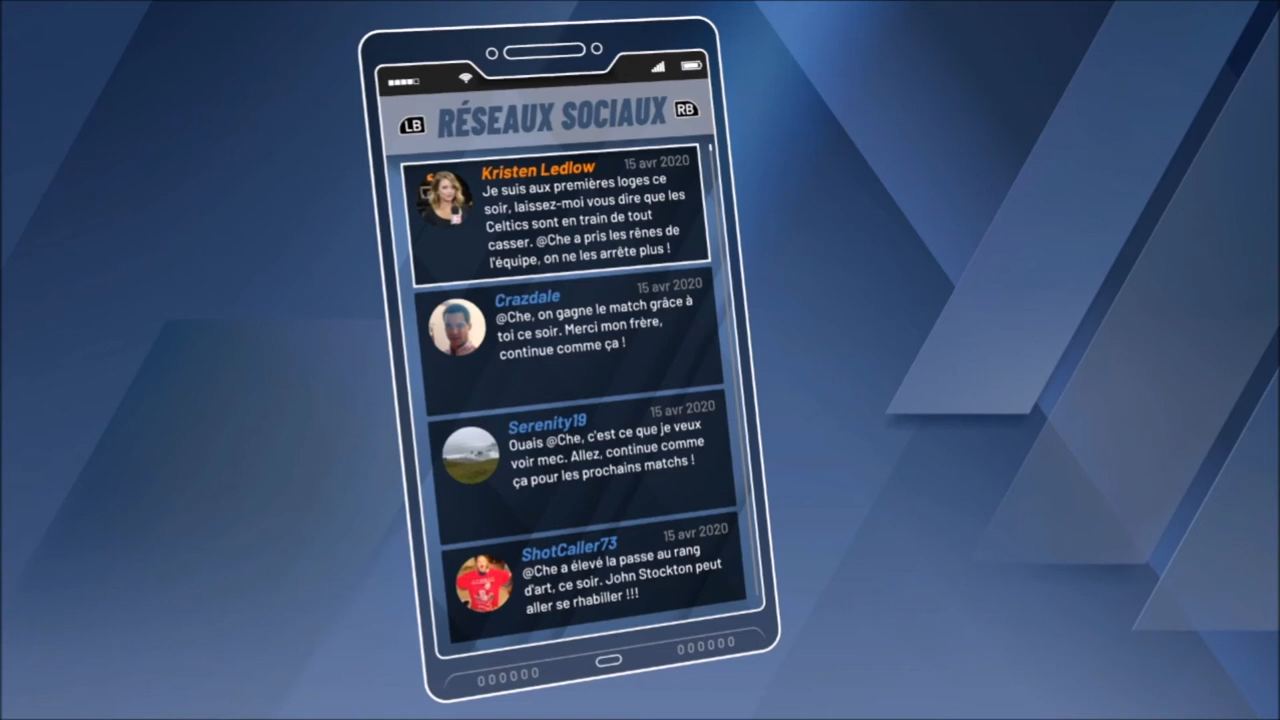 LB RÉSEAUX SOCIAUX RB
Kristen Ledlow 15 avr 2020
Je suis aux premières loges ce
soir, laissez-moi vous dire que les
Celtics sont en train de tout
casser. @Che a pris les rênes de
l'équipe, on ne les arrête plus !
Crazdale 15 avr 2020
@Che, on gagne le match grâce à
toi ce soir. Merci mon frère,
continue comme ça !
Serenity19 15 avr 2020
Ouais @Che, c'est ce que je veux
voir mec. Allez, continue comme
ça pour les prochains matchs !
ShotCaller73 15 avr 2020
@Che a élevé la passe au rang
d'art, ce soir. John Stockton peut
aller se rhabiller !!!